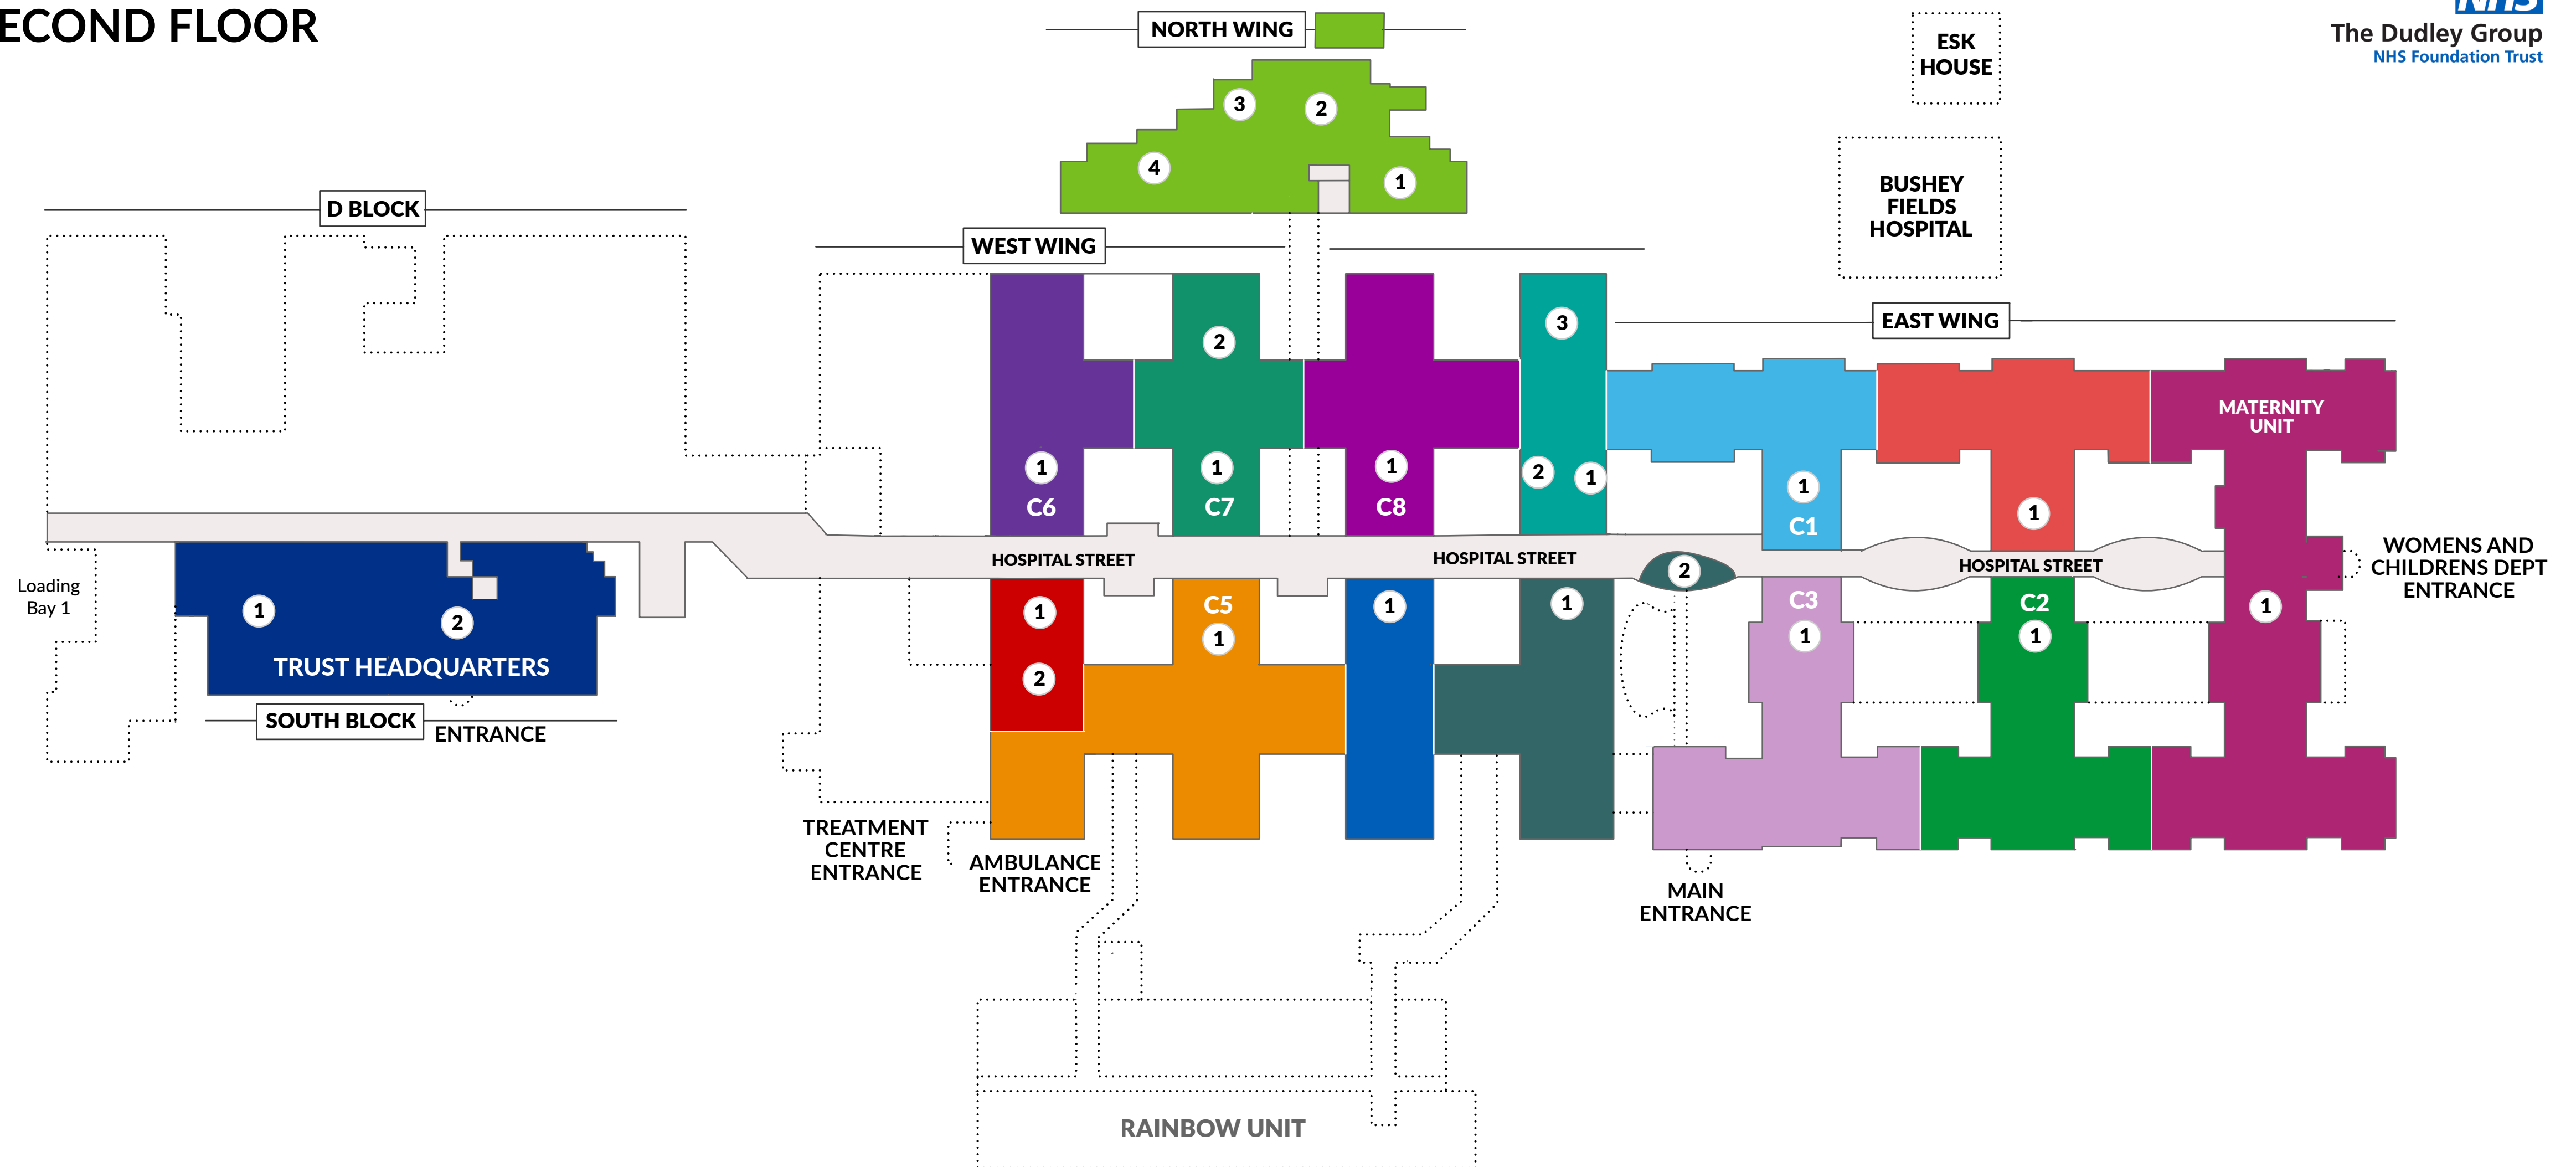 ECOND FLOOR
NORTH WING
ESK
HOUSE
NHS
The Dudley Group
NHS Foundation Trust
3
2
4
1
D BLOCK
WEST WING
BUSHEY
FIELDS
HOSPITAL
EAST WING
2
3
MATERNITY
UNIT
1
C6
1
C7
1
C8
2
1
1
C1
1
HOSPITAL STREET
HOSPITAL STREET
HOSPITAL STREET
2
WOMENS AND
CHILDRENS DEPT
ENTRANCE
Loading
Bay 1
1
2
TRUST HEADQUARTERS
SOUTH BLOCK
ENTRANCE
1
2
C5
1
1
1
C3
1
C2
1
1
TREATMENT
CENTRE
ENTRANCE
AMBULANCE
ENTRANCE
MAIN
ENTRANCE
RAINBOW UNIT